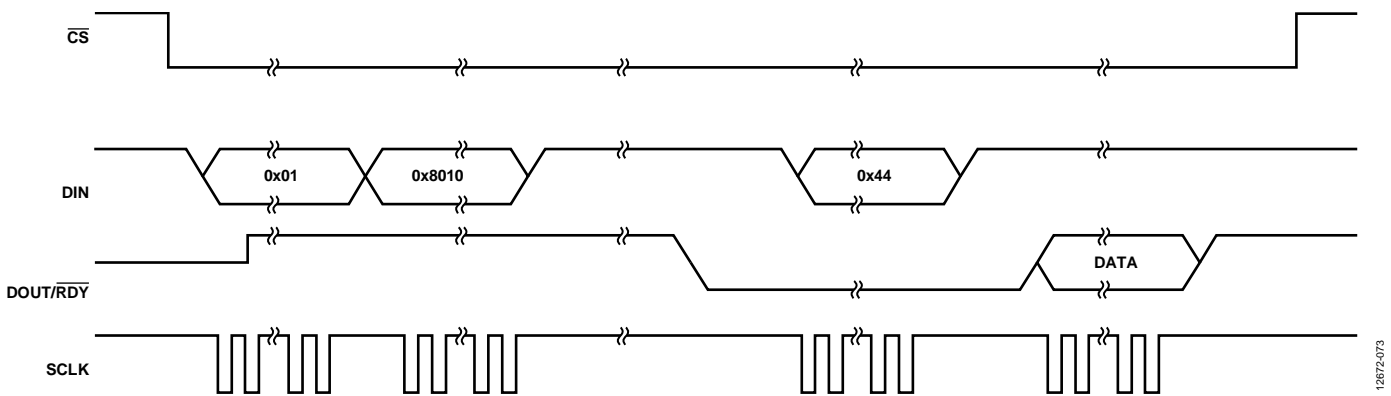 CS
DIN
0x01
0x8010
0x44
DOUT/RDY
DATA
SCLK
12672-073